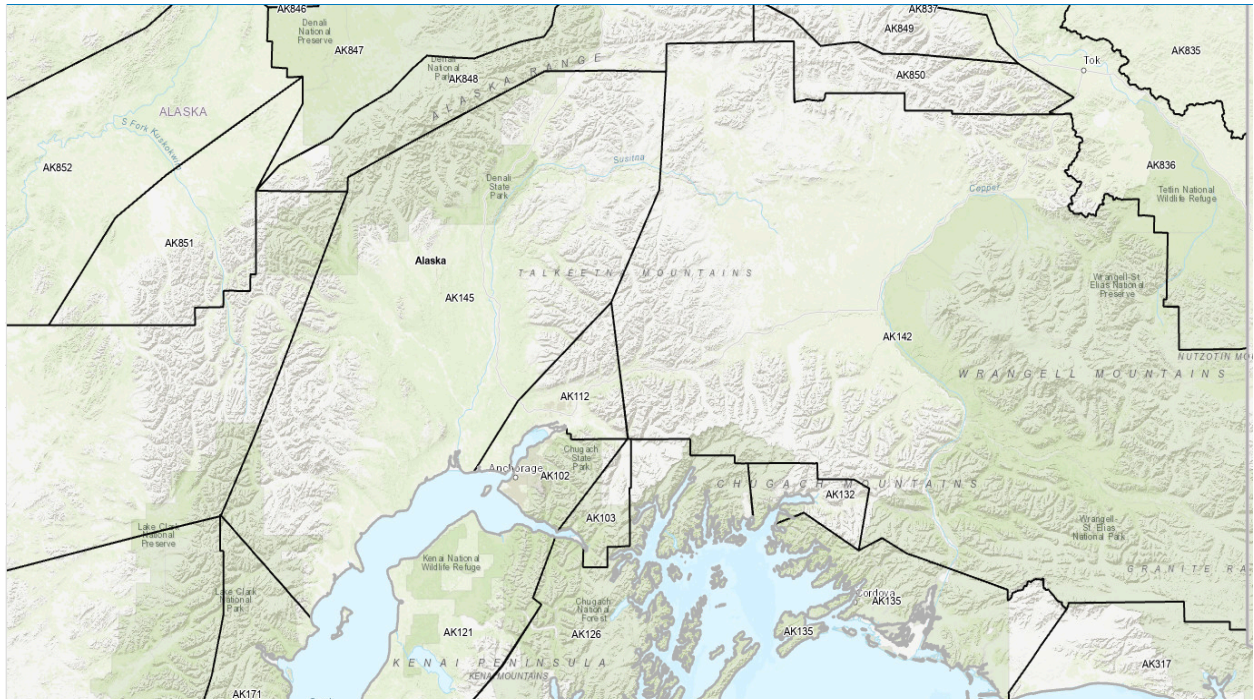 AK846
AK837
Denali
National
Preserve
AK849
AK847
AK835
Denali
National
Park
AK848
ALASKA RANGE
AK850
Tok
ALASKA
S Fork Kuskokwim
AK852
Susitna
AK836
Denali
State
Park
Copper
Tetlin National
Wildlife Refuge
AK851
Alaska
TALKEETNA MOUNTAINS
Wrangell-St
Elias National
Preserve
AK145
AK142
NUTZOTIN
WRANGELL MOUNTAINS
AK112
Chugach
State
Park
Anchorage
AK102
CHUGACH MOUNTAINS
AK132
AK103
Lake Clark
National
Preserve
Wrangell-
St. Elias
National Park
Kenai National
Wildlife Refuge
GRANITE
Lake Clark
National
Park
Chugach
National
Forest
Cordova
AK135
AK121
AK126
AK135
KENAI PENINSULA
AK317
KENAI MOUNTAINS
AK171